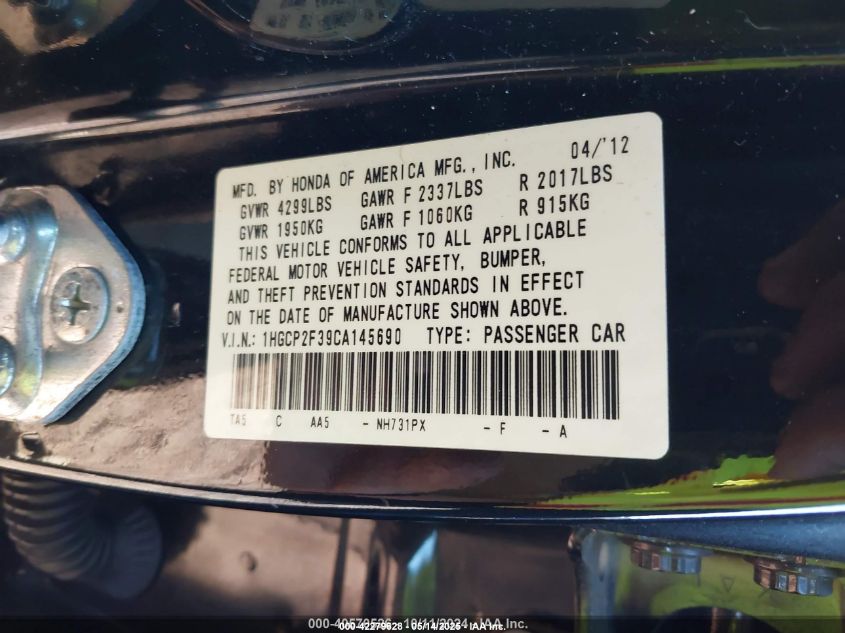 MFD. BY HONDA OF AMERICA MFG., INC. 04/'12
GVWR 4299LBS GAWR F 2337LBS R 2017LBS
GVWR 1950KG GAWR F 1060KG R 915KG
THIS VEHICLE CONFORMS TO ALL APPLICABLE
FEDERAL MOTOR VEHICLE SAFETY, BUMPER,
AND THEFT PREVENTION STANDARDS IN EFFECT
ON THE DATE OF MANUFACTURE SHOWN ABOVE.
V.I.N.: 1HGCP2F39CA145690 TYPE: PASSENGER CAR
TA5 C AA5 - NH731PX - F - A